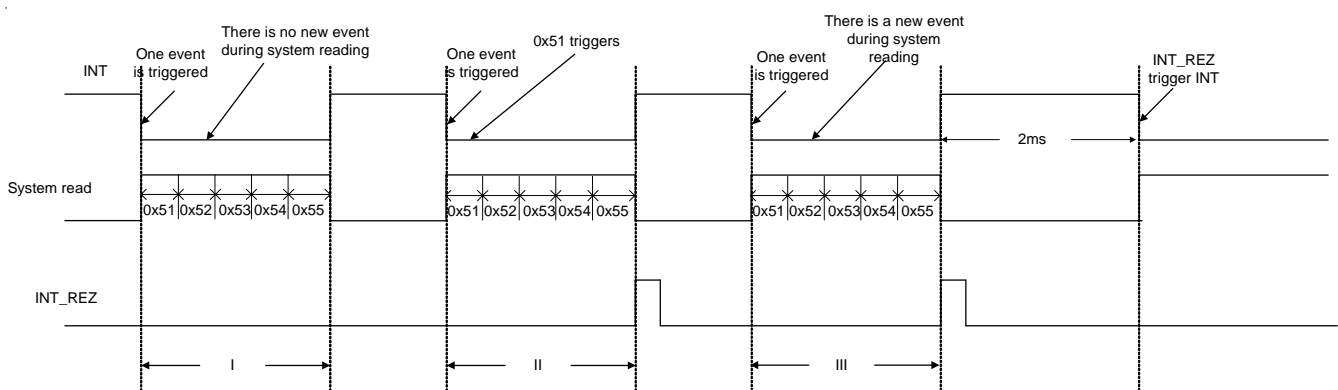 There is a new event
during system
reading
There is no new event
during system reading
One event
is triggered
One event
is triggered
0x51 triggers
One event
is triggered
INT_REZ
trigger INT
INT
2ms
System read
0x51 0x52 0x53 0x54 0x55
0x51 0x52 0x53 0x54 0x55
0x51 0x52 0x53 0x54 0x55
INT_REZ
I
II
III